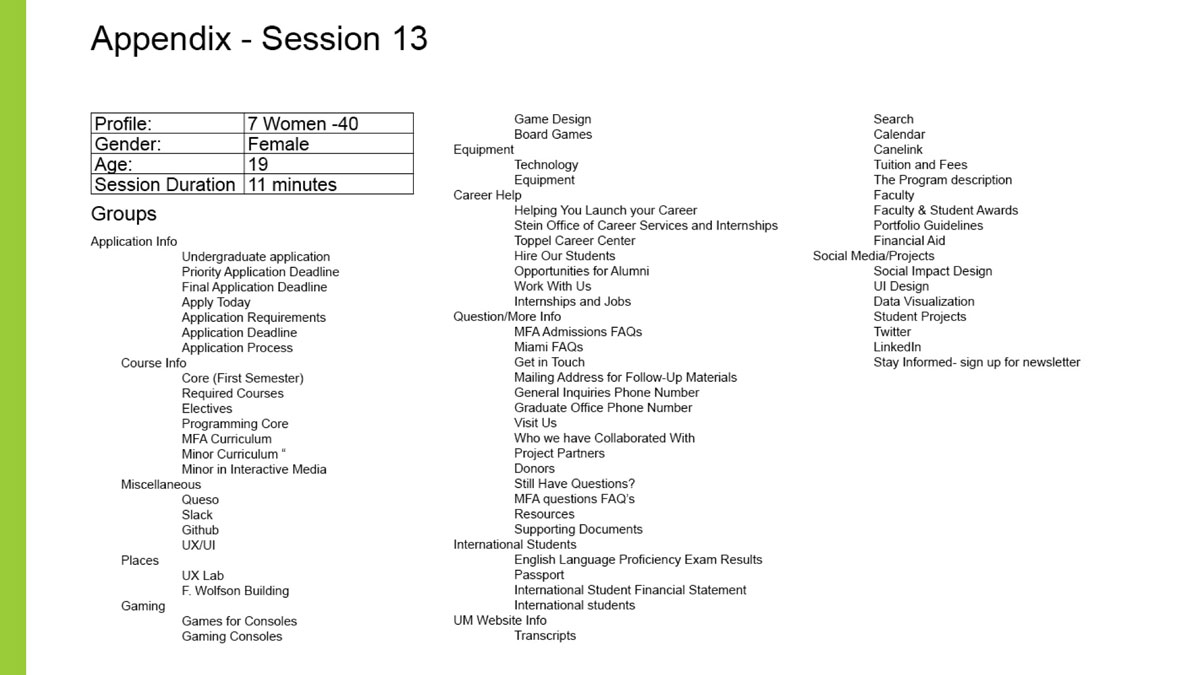 Appendix - Session 13
Profile: 7 Women -40
Gender: Female
Age: 19
Session Duration 11 minutes
Groups
Application Info
Undergraduate application
Priority Application Deadline
Final Application Deadline
Apply Today
Application Requirements
Application Deadline
Application Process
Course Info
Core (First Semester)
Required Courses
Electives
Programming Core
MFA Curriculum
Minor Curriculum “
Minor in Interactive Media
Miscellaneous
Queso
Slack
Github
UX/UI
Places
UX Lab
F. Wolfson Building
Gaming
Games for Consoles
Gaming Consoles
Game Design
Board Games
Equipment
Technology
Equipment
Career Help
Helping You Launch your Career
Stein Office of Career Services and Internships
Toppel Career Center
Hire Our Students
Opportunities for Alumni
Work With Us
Internships and Jobs
Question/More Info
MFA Admissions FAQs
Miami FAQs
Get in Touch
Mailing Address for Follow-Up Materials
General Inquiries Phone Number
Graduate Office Phone Number
Visit Us
Who we have Collaborated With
Project Partners
Donors
Still Have Questions?
MFA questions FAQ’s
Resources
Supporting Documents
International Students
English Language Proficiency Exam Results
Passport
International Student Financial Statement
International students
UM Website Info
Transcripts
Search
Calendar
Canelink
Tuition and Fees
The Program description
Faculty
Faculty & Student Awards
Portfolio Guidelines
Financial Aid
Social Media/Projects
Social Impact Design
UI Design
Data Visualization
Student Projects
Twitter
LinkedIn
Stay Informed- sign up for newsletter